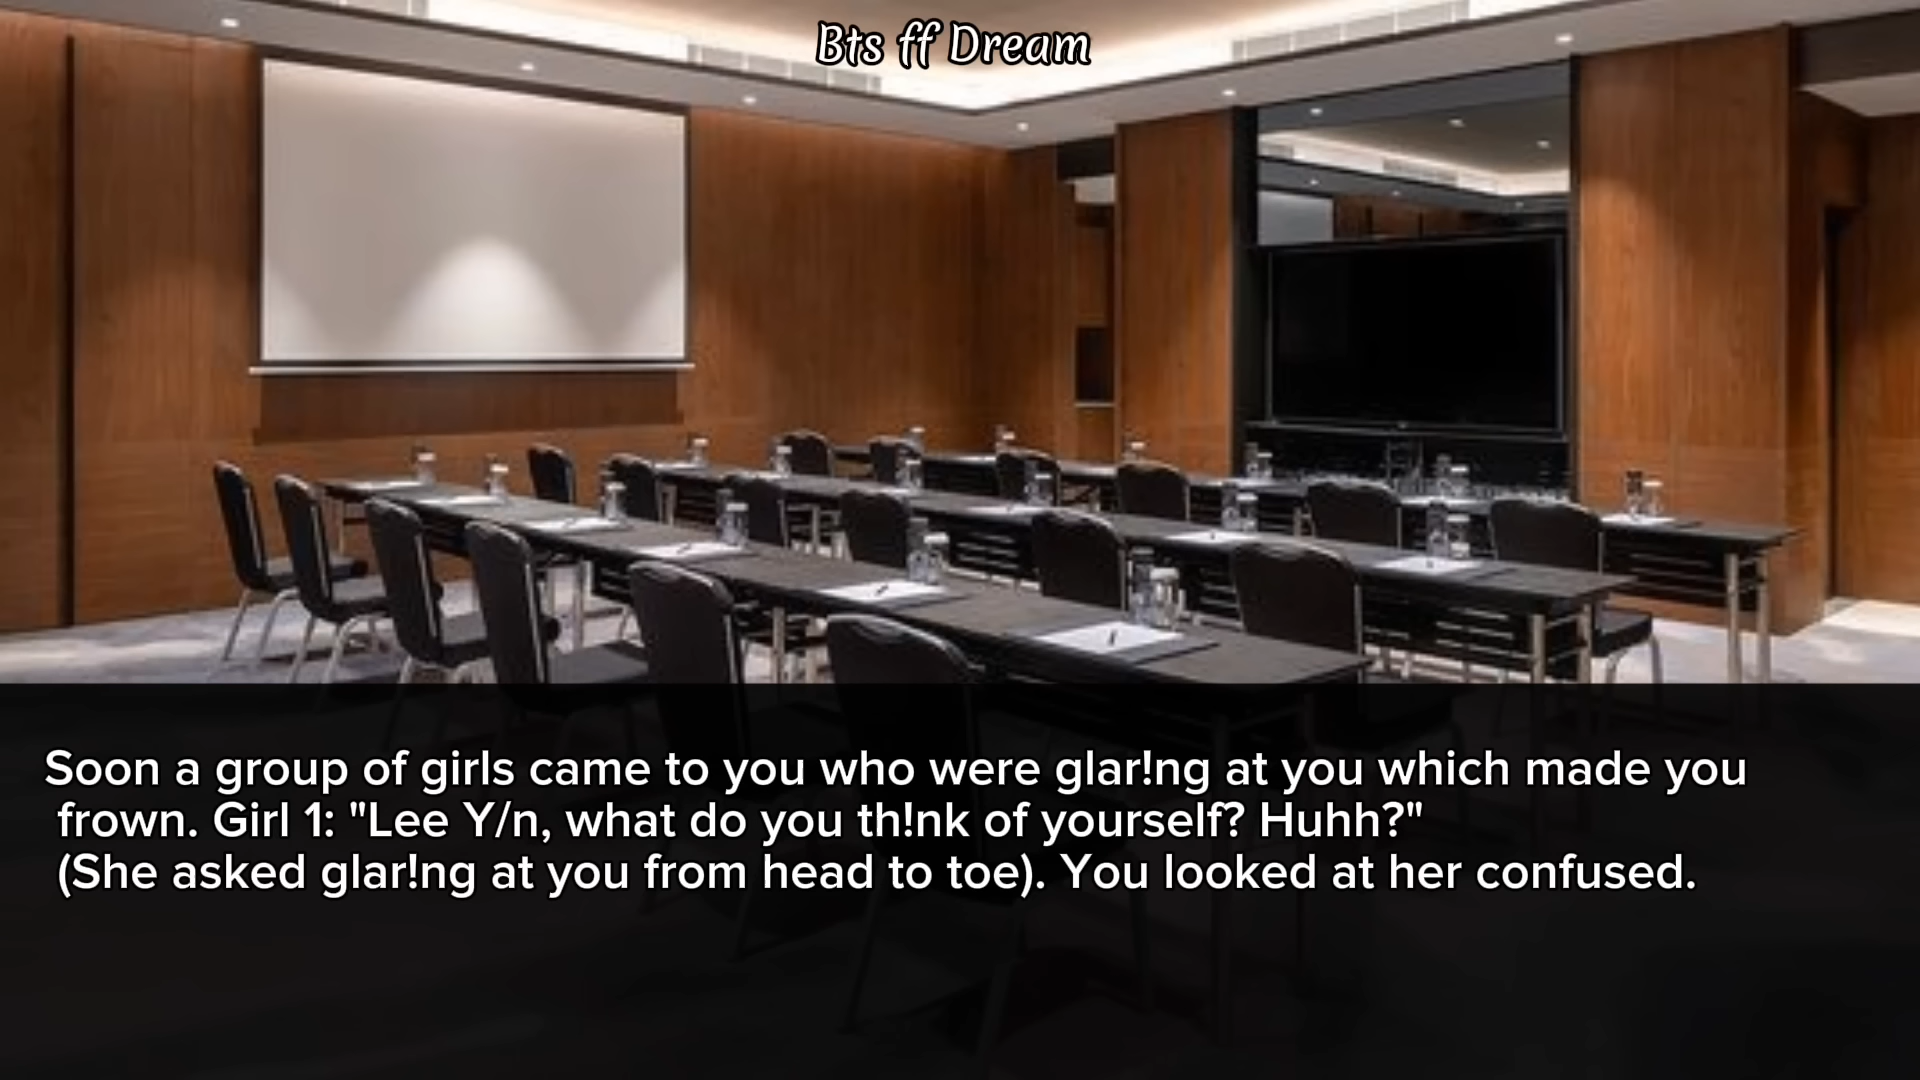 Bts ff Dream
Soon a group of girls came to you who were glar!ng at you which made you
frown. Girl 1: "Lee Y/n, what do you th!nk of yourself? Huhh?"
(She asked glar!ng at you from head to toe). You looked at her confused.